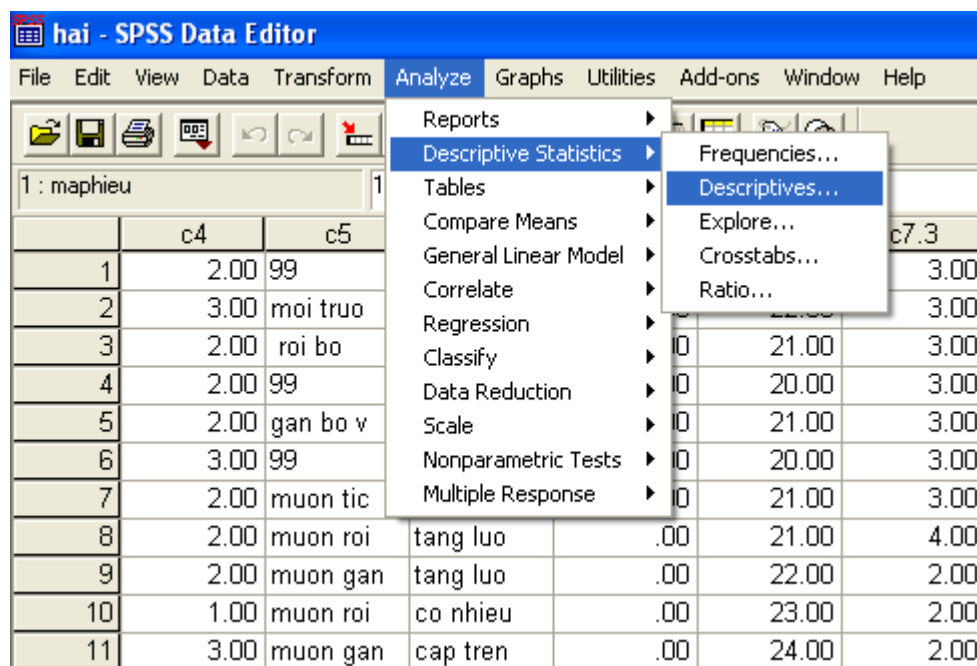 SPSS
hai - SPSS Data Editor
File Edit View Data Transform Analyze Graphs Utilities Add-ons Window Help
Reports
Descriptive Statistics
Tables
Compare Means
General Linear Model
Correlate
Regression
Classify
Data Reduction
Scale
Nonparametric Tests
Multiple Response
Frequencies...
Descriptives...
Explore...
Crosstabs...
Ratio...
1 : maphieu 1
c4 c5 c7.3
1 2.00 99 3.00
2 3.00 moi truo 3.00
3 2.00 roi bo 21.00 3.00
4 2.00 99 20.00 3.00
5 2.00 gan bo v 21.00 3.00
6 3.00 99 20.00 3.00
7 2.00 muon tic 21.00 3.00
8 2.00 muon roi tang luo .00 21.00 4.00
9 2.00 muon gan tang luo .00 22.00 2.00
10 1.00 muon roi co nhieu .00 23.00 2.00
11 3.00 muon gan cap tren .00 24.00 2.00